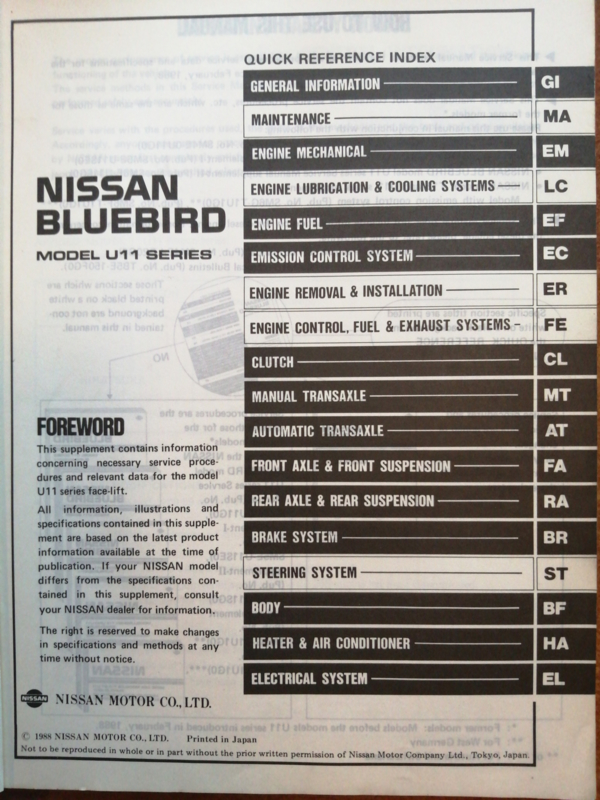 QUICK REFERENCE INDEX
GENERAL INFORMATION GI
MAINTENANCE MA
ENGINE MECHANICAL EM
ENGINE LUBRICATION & COOLING SYSTEMS LC
ENGINE FUEL EF
EMISSION CONTROL SYSTEM EC
ENGINE REMOVAL & INSTALLATION ER
ENGINE CONTROL, FUEL & EXHAUST SYSTEMS FE
CLUTCH CL
MANUAL TRANSAXLE MT
AUTOMATIC TRANSAXLE AT
FRONT AXLE & FRONT SUSPENSION FA
REAR AXLE & REAR SUSPENSION RA
BRAKE SYSTEM BR
STEERING SYSTEM ST
BODY BF
HEATER & AIR CONDITIONER HA
ELECTRICAL SYSTEM EL
NISSAN
BLUEBIRD
MODEL U11 SERIES
FOREWORD
This supplement contains information
concerning necessary service proce-
dures and relevant data for the model
U11 series face-lift.
All information, illustrations and
specifications contained in this supple-
ment are based on the latest product
information available at the time of
publication. If your NISSAN model
differs from the specifications con-
tained in this supplement, consult
your NISSAN dealer for information.
The right is reserved to make changes
in specifications and methods at any
time without notice.
NISSAN NISSAN MOTOR CO., LTD.
© 1988 NISSAN MOTOR CO., LTD. Printed in Japan
Not to be reproduced in whole or in part without the prior written permission of Nissan Motor Company Ltd., Tokyo, Japan.